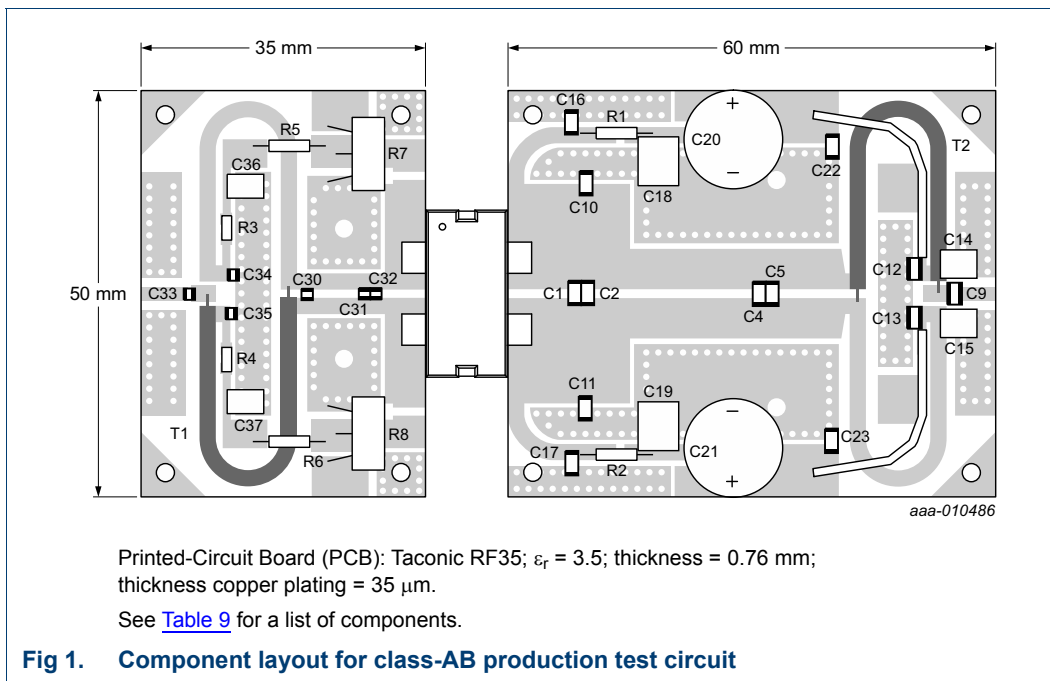 35 mm
60 mm
50 mm
C16
R1
R5
C20
+
−
R7
C36
C22
T2
C18
C10
R3
C14
C34
C12
C5
C33
C30
C32
C1
C2
C9
C31
C35
C4
C13
C15
R4
C11
C19
C37
T1
R8
C23
R6
C17
R2
C21
−
+
aaa-010486
Printed-Circuit Board (PCB): Taconic RF35; εr = 3.5; thickness = 0.76 mm;
thickness copper plating = 35 μm.
See Table 9 for a list of components.
Fig 1. Component layout for class-AB production test circuit